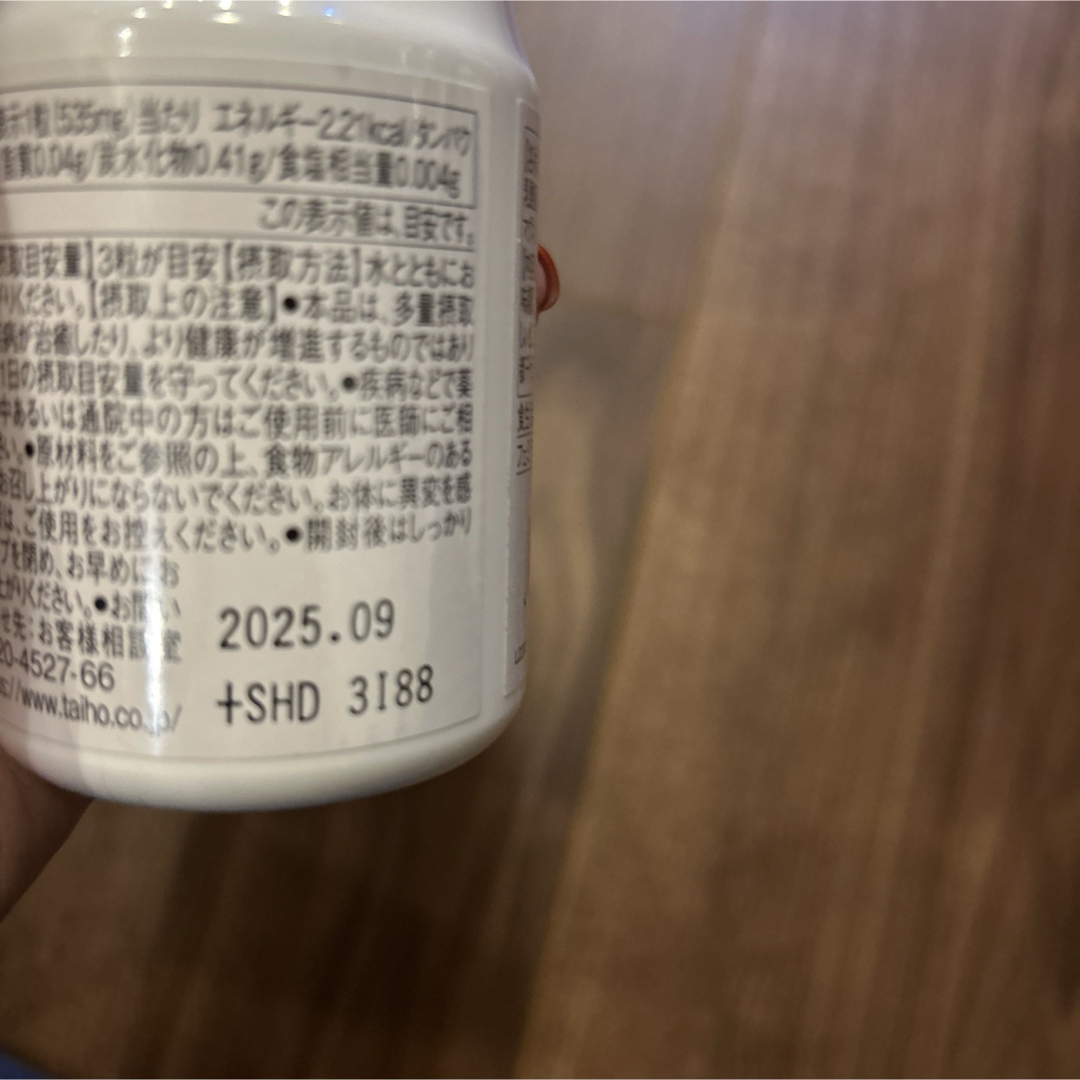 表示1粒(535mg)当たり エネルギー2.21kcal/タンパク
脂質0.04g/炭水化物0.41g/食塩相当量0.004g
この表示値は、目安です。
摂取目安量】3粒が目安【摂取方法】水とともにお
ください。【摂取上の注意】●本品は、多量摂取
が治癒したり、より健康が増進するものではあり
1日の摂取目安量を守ってください。●疾病などで薬
中あるいは通院中の方はご使用前に医師にご相
さい。●原材料をご参照の上、食物アレルギーのある
お召し上がりにならないでください。お体に異変を感
は、ご使用をお控えください。●開封後はしっかり
プを閉め、お早めにお
上がりください。●お問い
せ先：お客様相談室
20-4527-66
://www.taiho.co.jp/
2025.09
+SHD 3I88